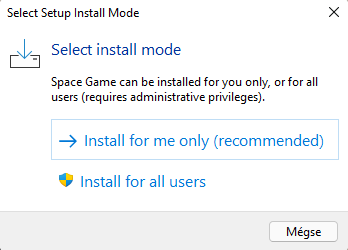 Select Setup Install Mode
Select install mode
Space Game can be installed for you only, or for all
users (requires administrative privileges).
Install for me only (recommended)
Install for all users
Mégse